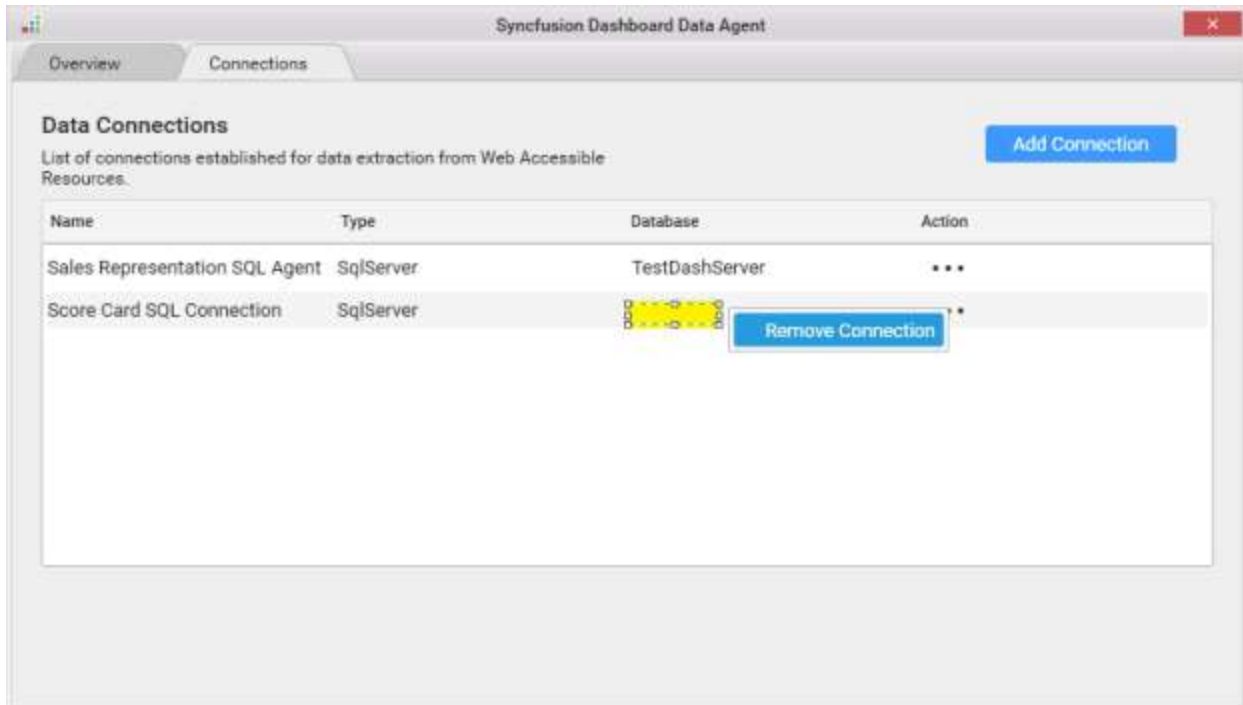 Syncfusion Dashboard Data Agent
Overview
Connections
Data Connections
Add Connection
List of connections established for data extraction from Web Accessible
Resources.
Name Type Database Action
Sales Representation SQL Agent SqlServer TestDashServer •••
Score Card SQL Connection SqlServer
Remove Connection